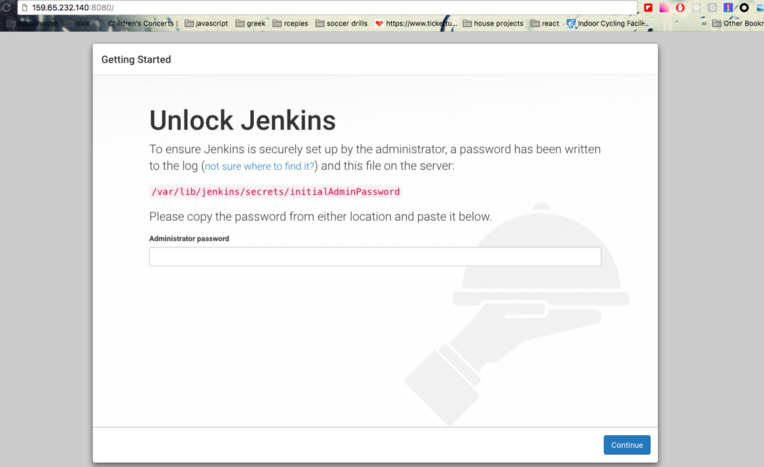 159.65.232.140:8080/
Children's Concerts javascript greek rcepies soccer drills https://www.ticketu... house projects react Indoor Cycling Facili... » Other Bookr
Getting Started
Unlock Jenkins
To ensure Jenkins is securely set up by the administrator, a password has been written
to the log (not sure where to find it?) and this file on the server:
/var/lib/jenkins/secrets/initialAdminPassword
Please copy the password from either location and paste it below.
Administrator password
Continue